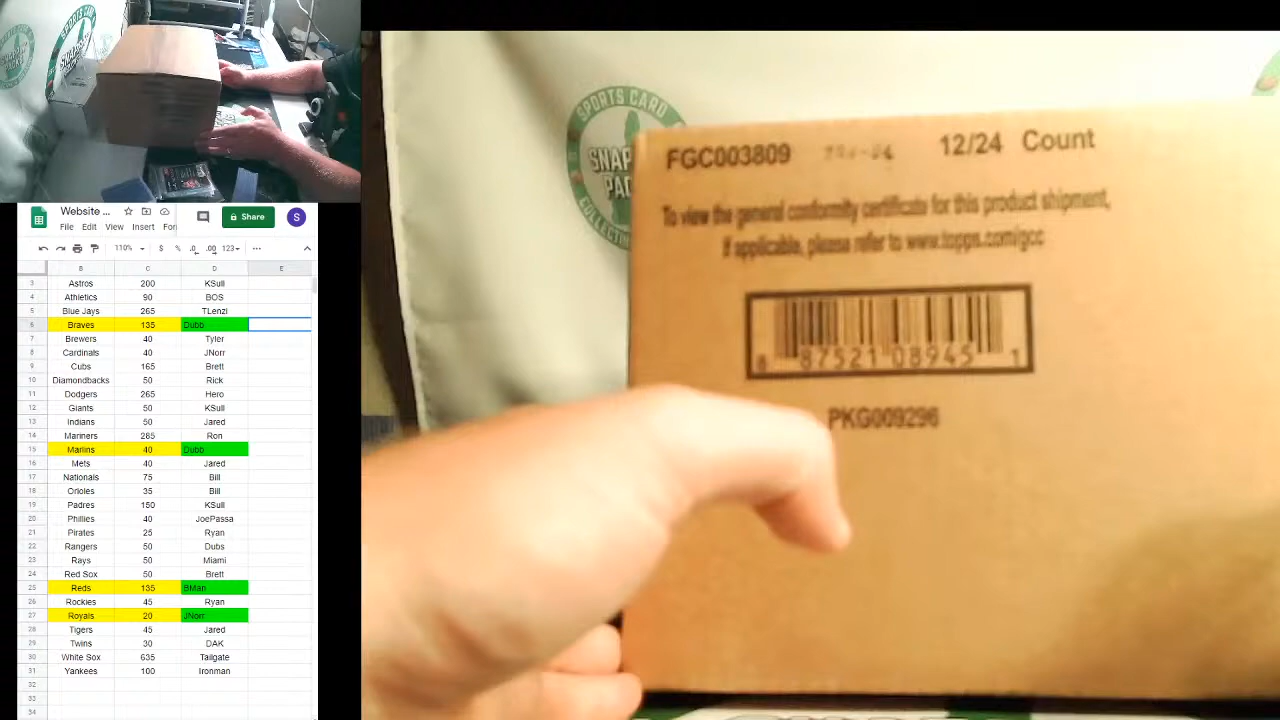 SPORTS CARD
SNAP
PAC
COLLECTIN
Website ...
Share
S
File Edit View Insert For
110% $ % .0 .00 123
B C D E
3 Astros 200 KSull
4 Athletics 90 BOS
5 Blue Jays 265 TLenzi
6 Braves 135 Dubb
7 Brewers 40 Tyler
8 Cardinals 40 JNorr
9 Cubs 165 Brett
10 Diamondbacks 50 Rick
11 Dodgers 265 Hero
12 Giants 50 KSull
13 Indians 50 Jared
14 Mariners 285 Ron
15 Marlins 40 Dubb
16 Mets 40 Jared
17 Nationals 75 Bill
18 Orioles 35 Bill
19 Padres 150 KSull
20 Phillies 40 JoePassa
21 Pirates 25 Ryan
22 Rangers 50 Dubs
23 Rays 50 Miami
24 Red Sox 50 Brett
25 Reds 135 BMan
26 Rockies 45 Ryan
27 Royals 20 JNorr
28 Tigers 45 Jared
29 Twins 30 DAK
30 White Sox 635 Tailgate
31 Yankees 100 Ironman
32
33
34
FGC003809 12/24 Count
To view the general conformity certificate for this product shipment,
if applicable, please refer to www.topps.com/gcc
8 87521 08945 1
PKG009296